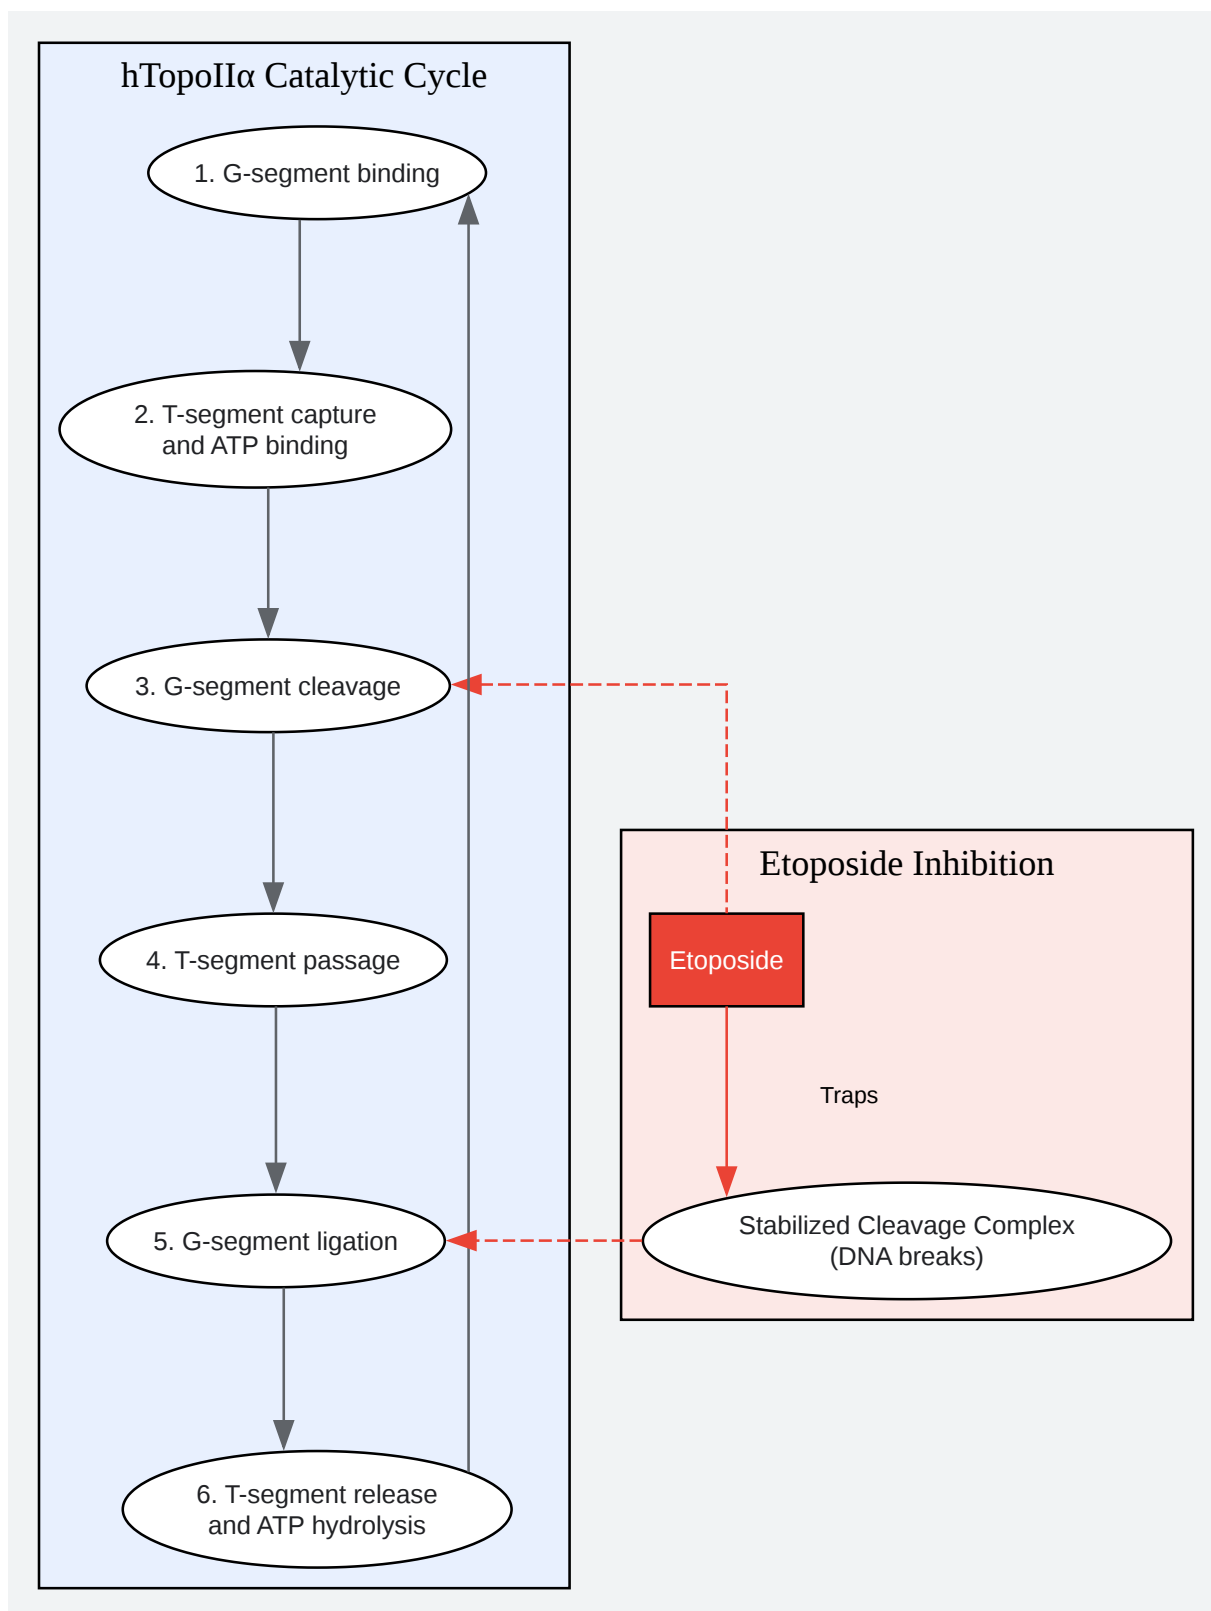 hTopoIIα Catalytic Cycle
1. G-segment binding
2. T-segment capture
and ATP binding
3. G-segment cleavage
4. T-segment passage
5. G-segment ligation
6. T-segment release
and ATP hydrolysis
Etoposide Inhibition
Etoposide
Traps
Stabilized Cleavage Complex
(DNA breaks)